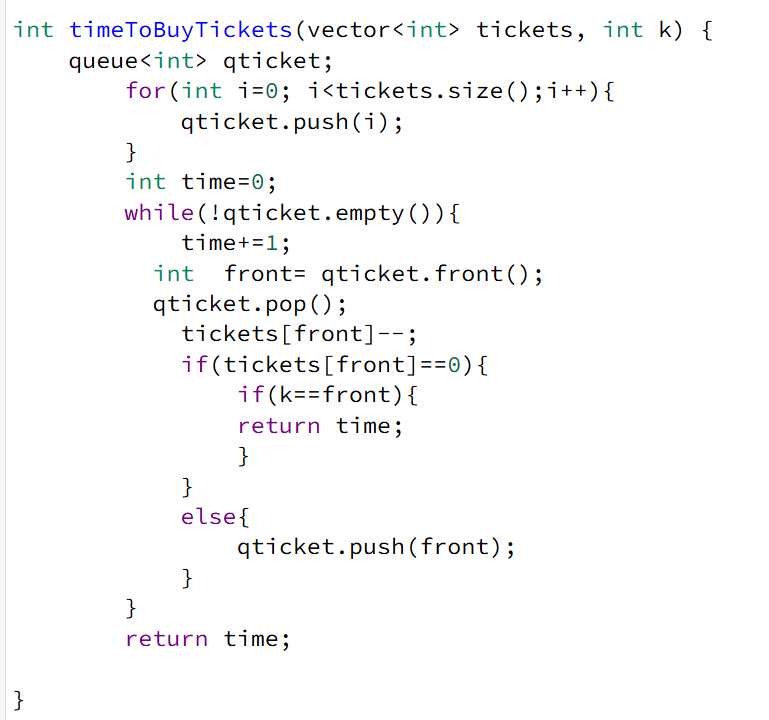 int timeToBuyTickets(vector<int> tickets, int k) {
    queue<int> qticket;
        for(int i=0; i<tickets.size();i++){
            qticket.push(i);
        }
        int time=0;
        while(!qticket.empty()){
            time+=1;
          int  front= qticket.front();
          qticket.pop();
            tickets[front]--;
            if(tickets[front]==0){
                if(k==front){
                return time;
                }
            }
            else{
                qticket.push(front);
            }
        }
        return time;

}